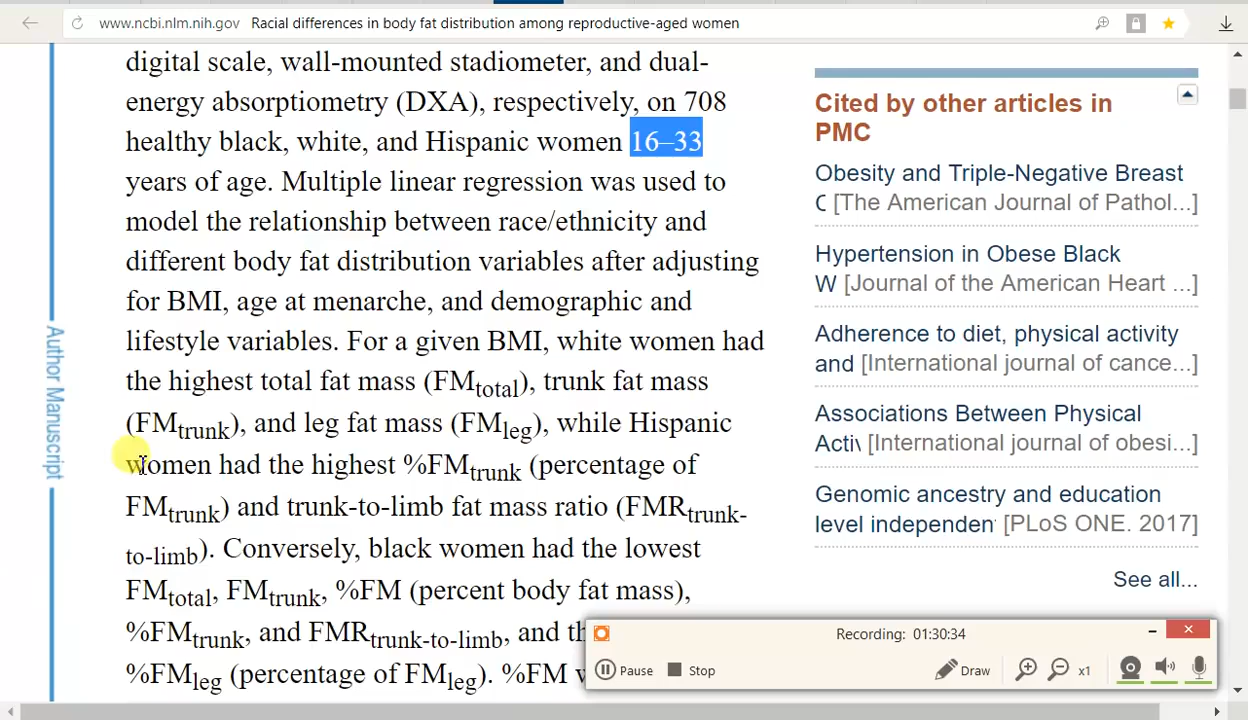 www.ncbi.nlm.nih.gov Racial differences in body fat distribution among reproductive-aged women
digital scale, wall-mounted stadiometer, and dual-
energy absorptiometry (DXA), respectively, on 708
healthy black, white, and Hispanic women 16–33
years of age. Multiple linear regression was used to
model the relationship between race/ethnicity and
different body fat distribution variables after adjusting
for BMI, age at menarche, and demographic and
lifestyle variables. For a given BMI, white women had
the highest total fat mass (FMtotal), trunk fat mass
(FMtrunk), and leg fat mass (FMleg), while Hispanic
women had the highest %FMtrunk (percentage of
FMtrunk) and trunk-to-limb fat mass ratio (FMRtrunk-
to-limb). Conversely, black women had the lowest
FMtotal, FMtrunk, %FM (percent body fat mass),
%FMtrunk, and FMRtrunk-to-limb, and th
%FMleg (percentage of FMleg). %FM w
Author Manuscript
Cited by other articles in
PMC
Obesity and Triple-Negative Breast
C [The American Journal of Pathol...]
Hypertension in Obese Black
W [Journal of the American Heart ...]
Adherence to diet, physical activity
and [International journal of cance...]
Associations Between Physical
Activ [International journal of obesi...]
Genomic ancestry and education
level independen [PLoS ONE. 2017]
See all...
Recording: 01:30:34
Pause Stop Draw x1